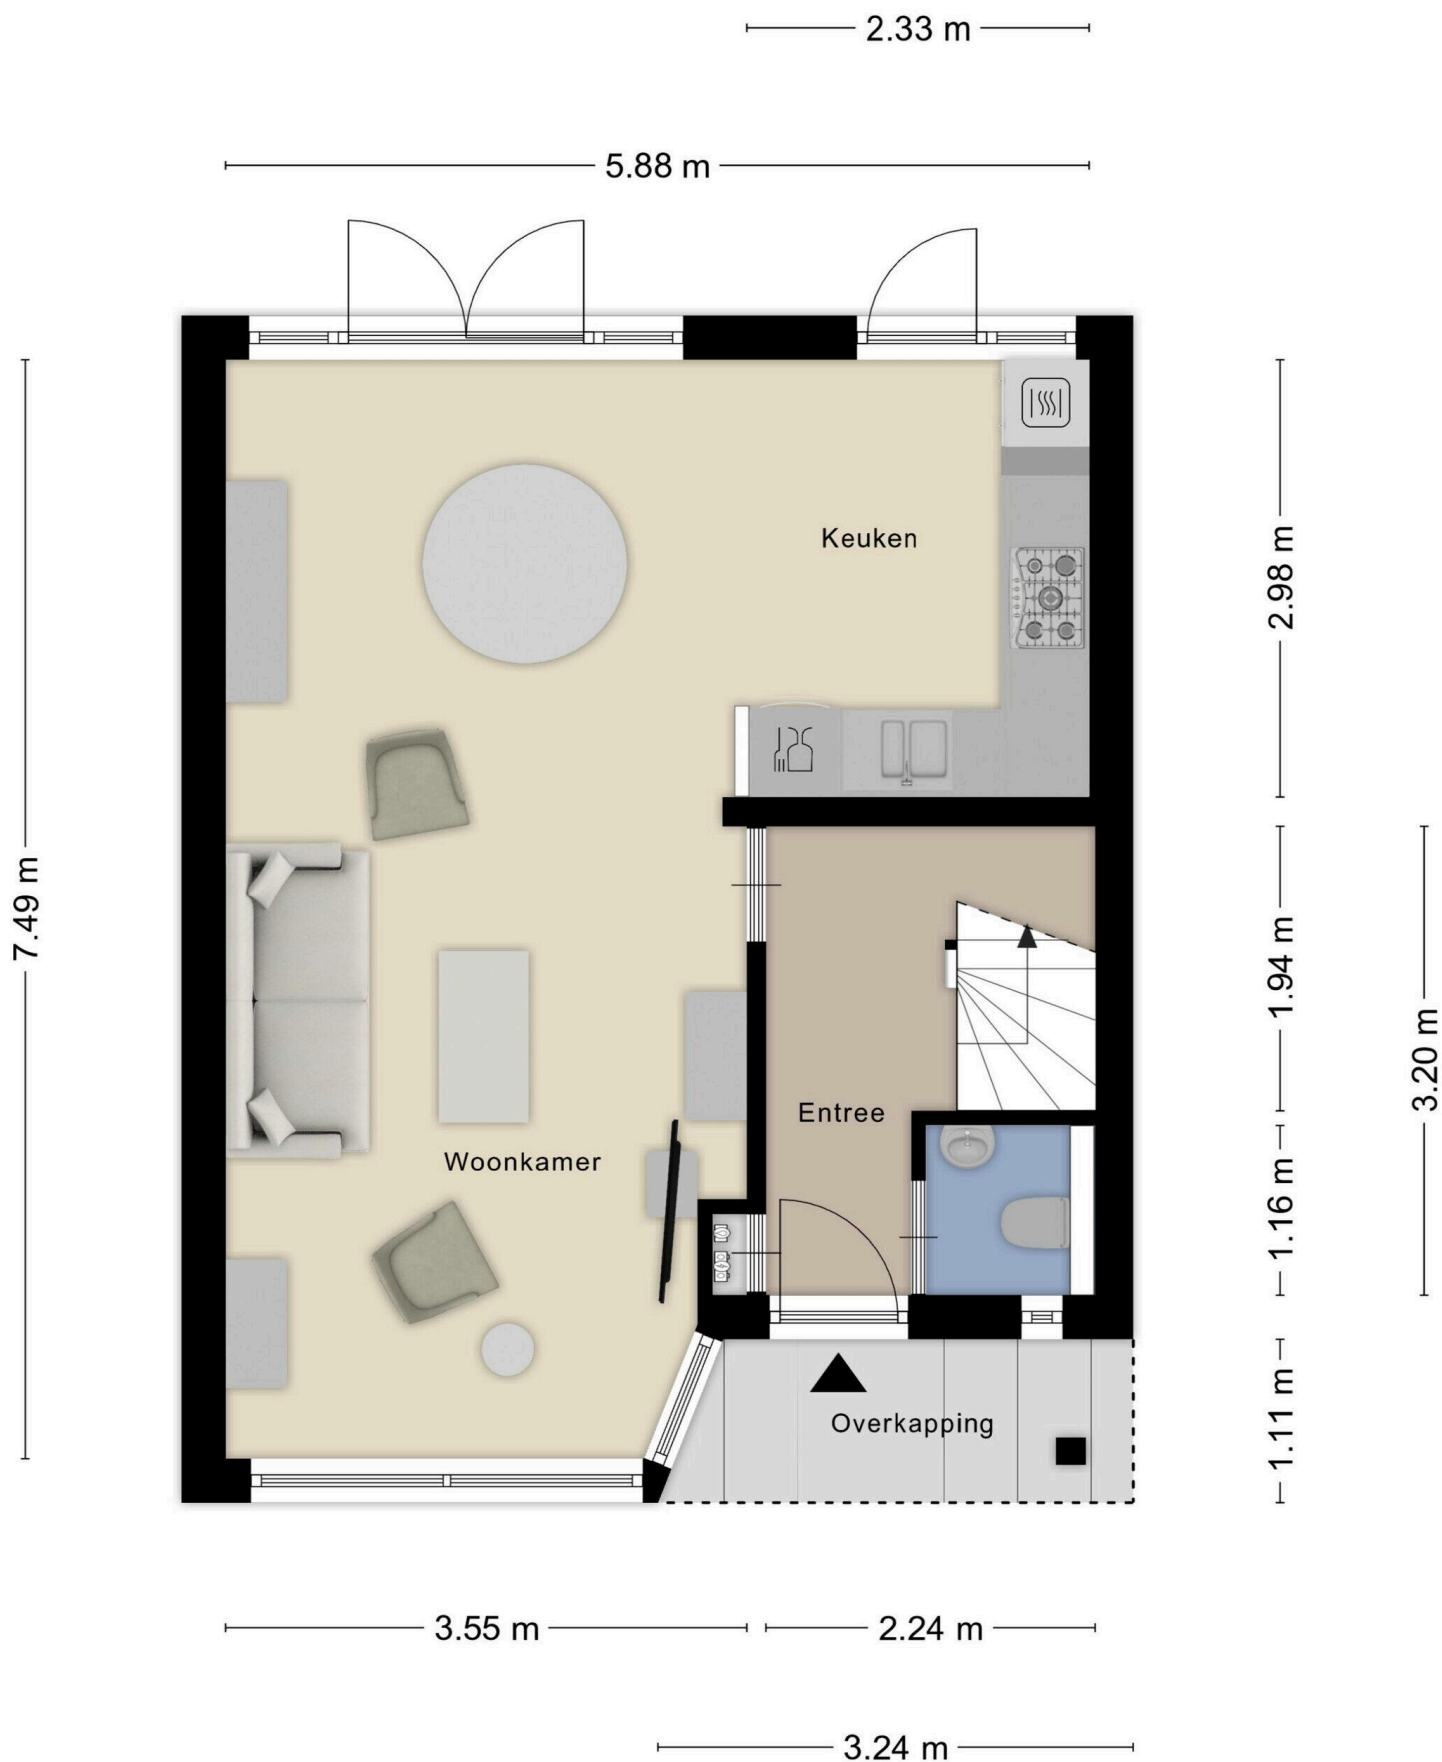 2.33 m
5.88 m
Keuken
2.98 m
7.49 m
1.94 m
3.20 m
Entree
Woonkamer
1.16 m
1.11 m
Overkapping
3.55 m
2.24 m
3.24 m